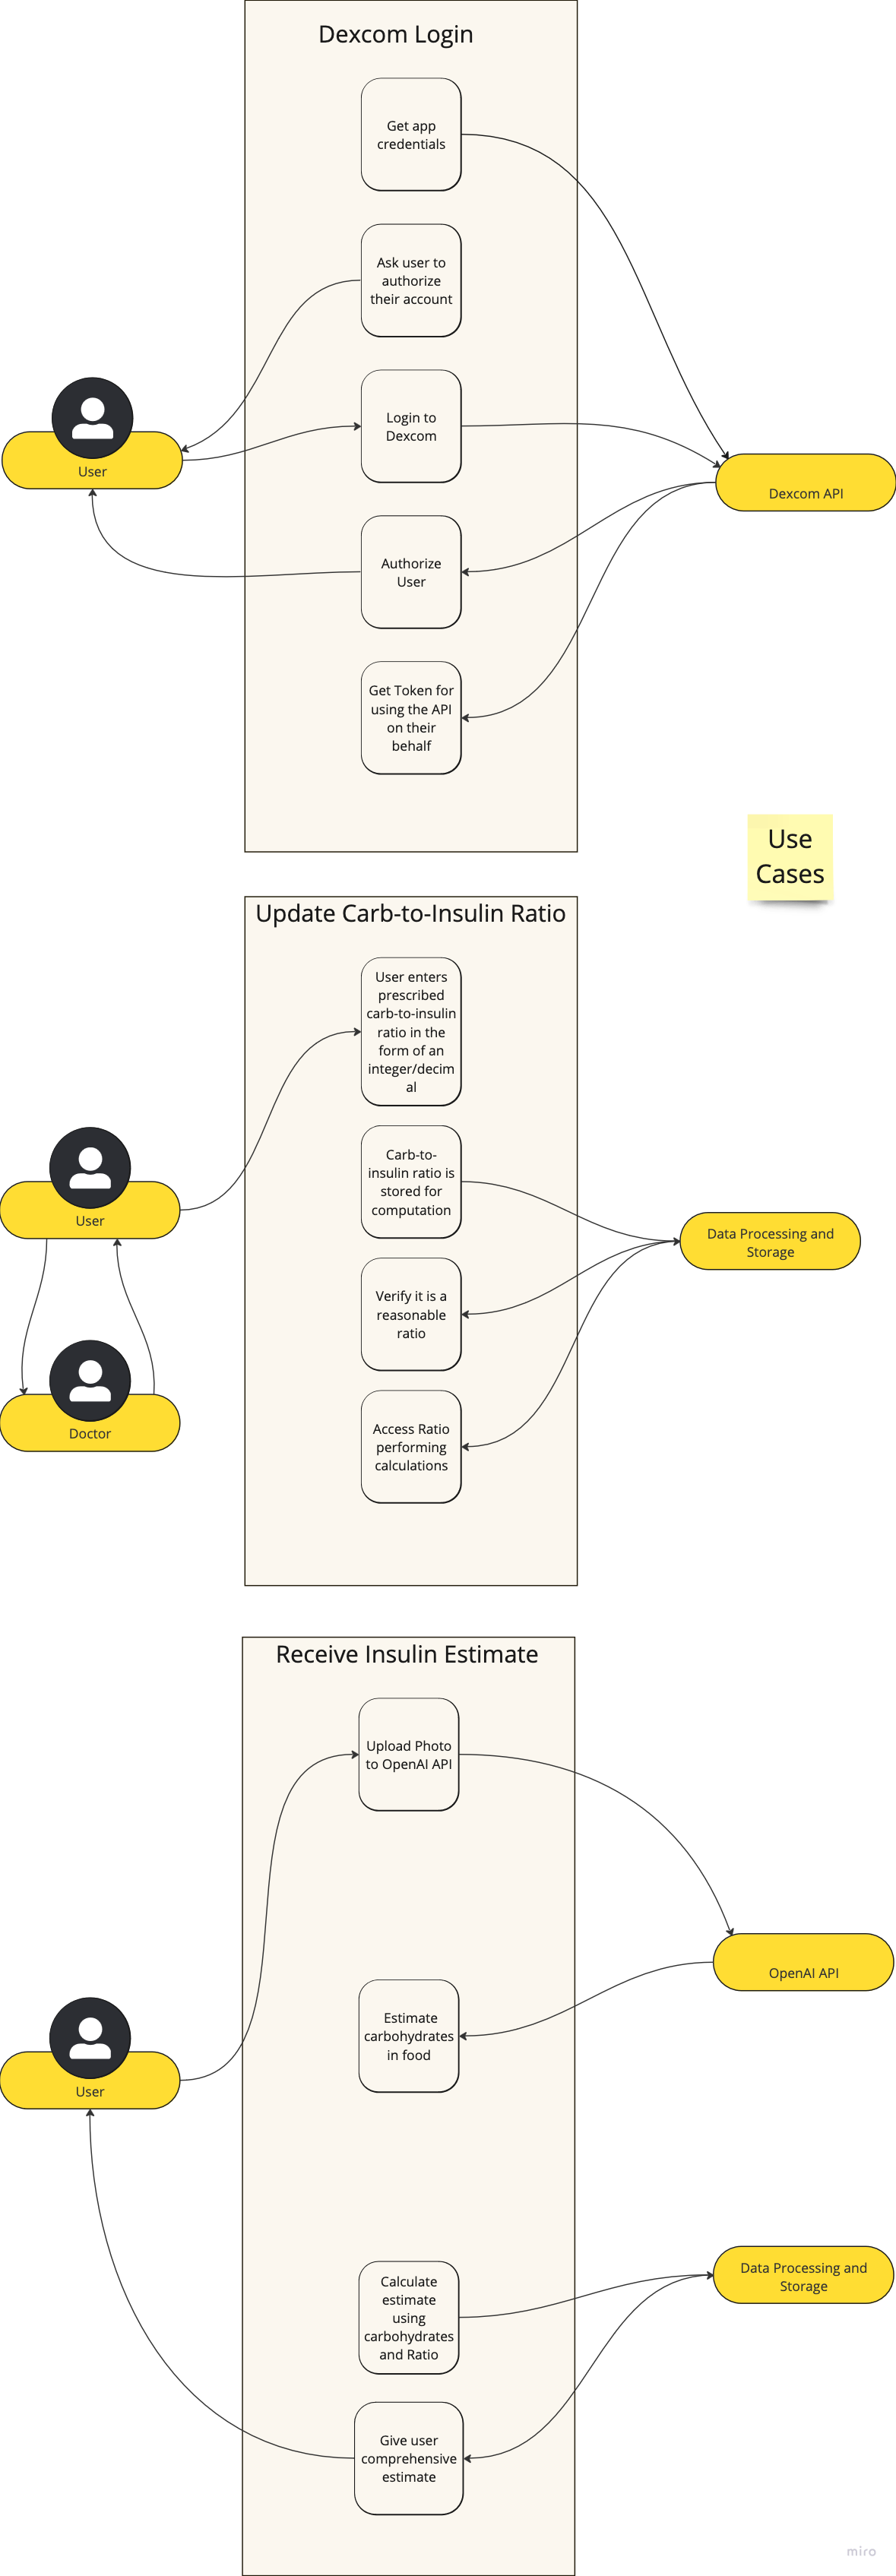 Dexcom Login
Get app
credentials
Ask user to
authorize
their account
Login to
Dexcom
User
Dexcom API
Authorize
User
Get Token for
using the API
on their
behalf
Use
Cases
Update Carb-to-Insulin Ratio
User enters
prescribed
carb-to-insulin
ratio in the
form of an
integer/decim
al
Carb-to-
insulin ratio is
stored for
computation
User
Data Processing and
Storage
Verify it is a
reasonable
ratio
Doctor
Access Ratio
performing
calculations
Receive Insulin Estimate
Upload Photo
to OpenAI API
OpenAI API
Estimate
carbohydrates
in food
User
Data Processing and
Storage
Calculate
estimate
using
carbohydrates
and Ratio
Give user
comprehensive
estimate
miro